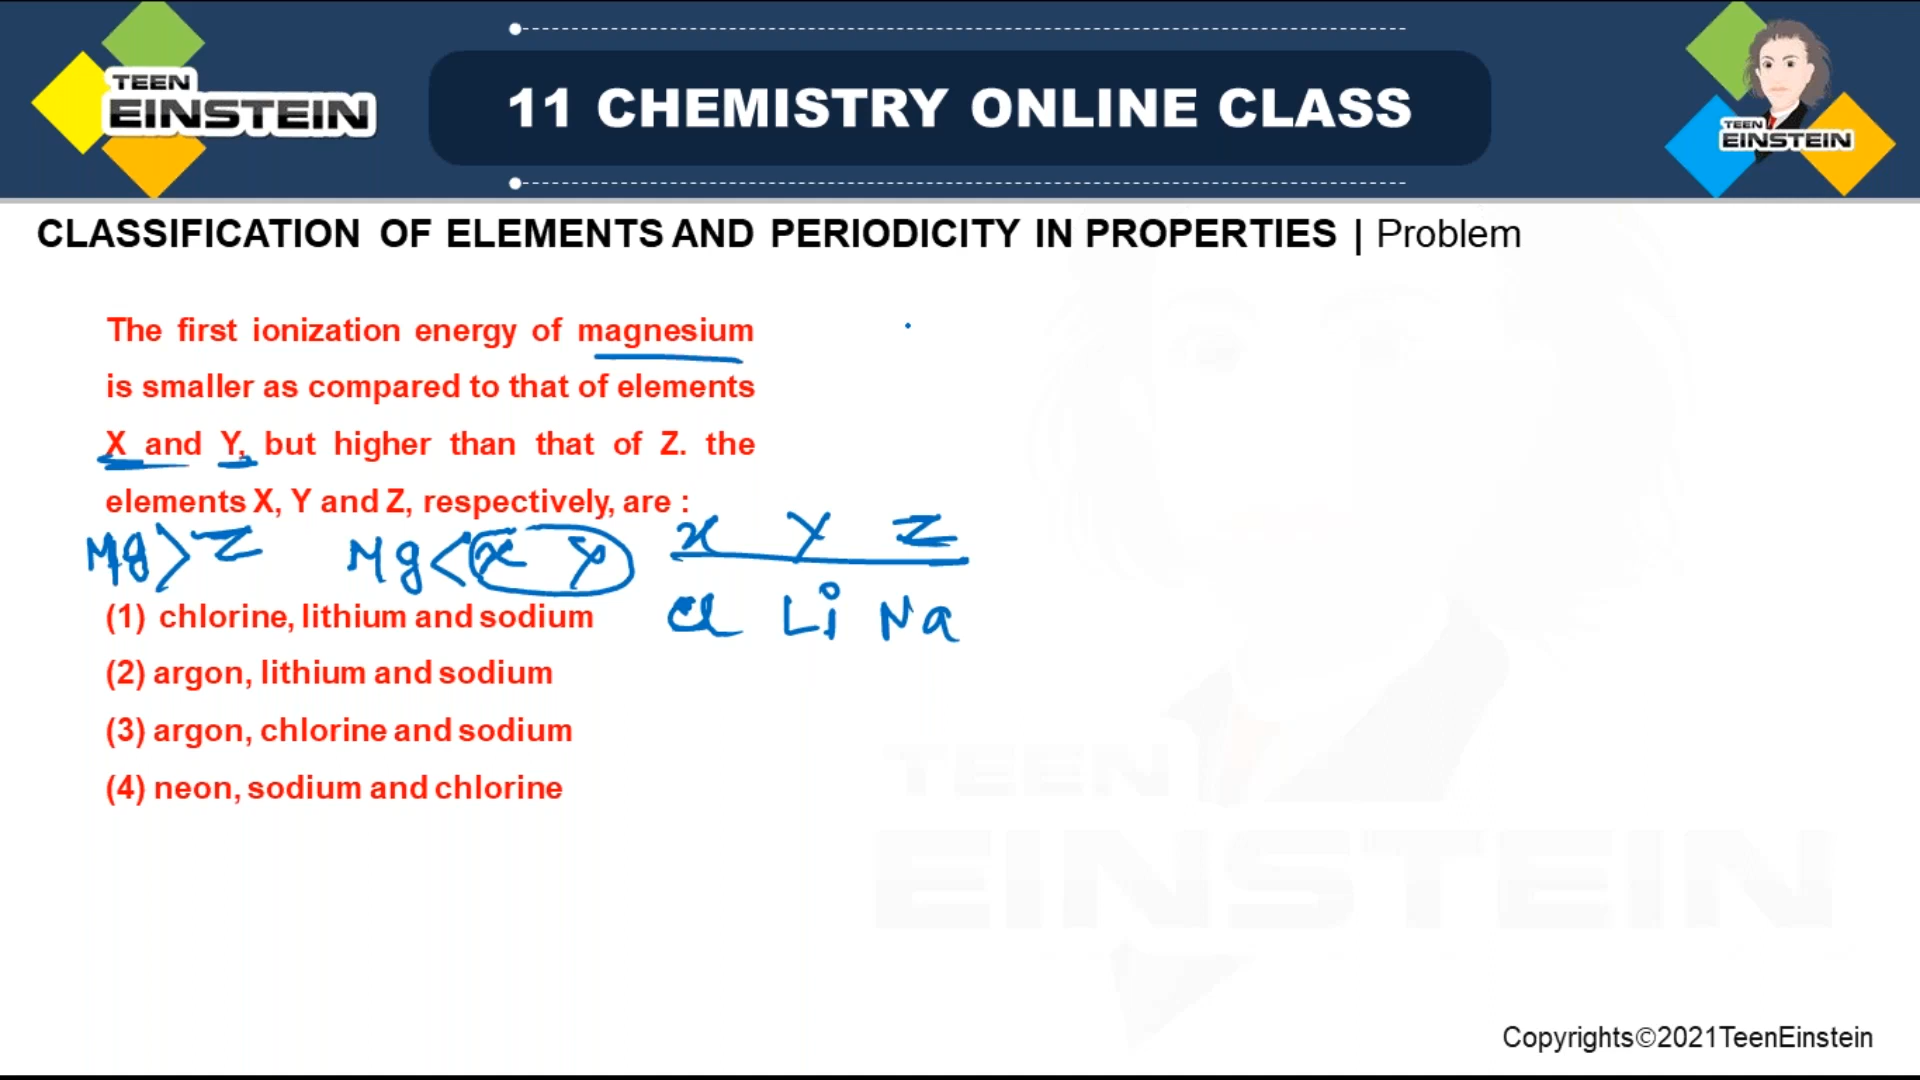 TEEN
EINSTEIN
11 CHEMISTRY ONLINE CLASS
TEEN
EINSTEIN
CLASSIFICATION OF ELEMENTS AND PERIODICITY IN PROPERTIES | Problem
The first ionization energy of magnesium
is smaller as compared to that of elements
X and Y, but higher than that of Z. the
elements X, Y and Z, respectively, are :
Mg > Z Mg < x y x y z
(1) chlorine, lithium and sodium Cl Li Na
(2) argon, lithium and sodium
(3) argon, chlorine and sodium
(4) neon, sodium and chlorine
TEEN
EINSTEIN
Copyrights©2021TeenEinstein